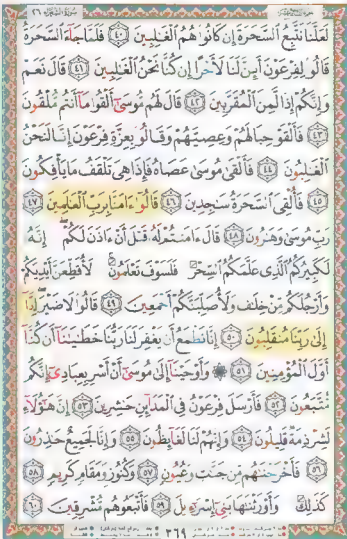 لَعَلَّنَا نَتَّبِعُ ٱلسَّحَرَةَ إِن كَانُوا۟ هُمُ ٱلْغَـٰلِبِينَ ٤٠ فَلَمَّا جَآءَ ٱلسَّحَرَةُ
قَالُوا۟ لِفِرْعَوْنَ أَئِنَّ لَنَا لَأَجْرًا إِن كُنَّا نَحْنُ ٱلْغَـٰلِبِينَ ٤١ قَالَ نَعَمْ
وَإِنَّكُمْ إِذًا لَّمِنَ ٱلْمُقَرَّبِينَ ٤٢ قَالَ لَهُم مُّوسَىٰٓ أَلْقُوا۟ مَآ أَنتُم مُّلْقُونَ
٤٣ فَأَلْقَوْا۟ حِبَالَهُمْ وَعِصِيَّهُمْ وَقَالُوا۟ بِعِزَّةِ فِرْعَوْنَ إِنَّا لَنَحْنُ
ٱلْغَـٰلِبُونَ ٤٤ فَأَلْقَىٰ مُوسَىٰ عَصَاهُ فَإِذَا هِىَ تَلْقَفُ مَا يَأْفِكُونَ
٤٥ فَأُلْقِىَ ٱلسَّحَرَةُ سَـٰجِدِينَ ٤٦ قَالُوٓا۟ ءَامَنَّا بِرَبِّ ٱلْعَـٰلَمِينَ ٤٧
رَبِّ مُوسَىٰ وَهَـٰرُونَ ٤٨ قَالَ ءَامَنتُمْ لَهُۥ قَبْلَ أَنْ ءَاذَنَ لَكُمْ إِنَّهُۥ
لَكَبِيرُكُمُ ٱلَّذِى عَلَّمَكُمُ ٱلسِّحْرَ فَلَسَوْفَ تَعْلَمُونَ لَأُقَطِّعَنَّ أَيْدِيَكُمْ
وَأَرْجُلَكُم مِّنْ خِلَـٰفٍ وَلَأُصَلِّبَنَّكُمْ أَجْمَعِينَ ٤٩ قَالُوا۟ لَا ضَيْرَ إِنَّآ
إِلَىٰ رَبِّنَا مُنقَلِبُونَ ٥٠ إِنَّا نَطْمَعُ أَن يَغْفِرَ لَنَا رَبُّنَا خَطَـٰيَـٰنَآ أَن كُنَّآ
أَوَّلَ ٱلْمُؤْمِنِينَ ٥١ ۞ وَأَوْحَيْنَآ إِلَىٰ مُوسَىٰٓ أَنْ أَسْرِ بِعِبَادِىٓ إِنَّكُم
مُّتَّبَعُونَ ٥٢ فَأَرْسَلَ فِرْعَوْنُ فِى ٱلْمَدَآئِنِ حَـٰشِرِينَ ٥٣ إِنَّ هَـٰٓؤُلَآءِ
لَشِرْذِمَةٌ قَلِيلُونَ ٥٤ وَإِنَّهُمْ لَنَا لَغَآئِظُونَ ٥٥ وَإِنَّا لَجَمِيعٌ حَـٰذِرُونَ
٥٦ فَأَخْرَجْنَـٰهُم مِّن جَنَّـٰتٍ وَعُيُونٍ ٥٧ وَكُنُوزٍ وَمَقَامٍ كَرِيمٍ ٥٨
كَذَٰلِكَ وَأَوْرَثْنَـٰهَا بَنِىٓ إِسْرَٰٓءِيلَ ٥٩ فَأَتْبَعُوهُم مُّشْرِقِينَ ٦٠
٣٦٩